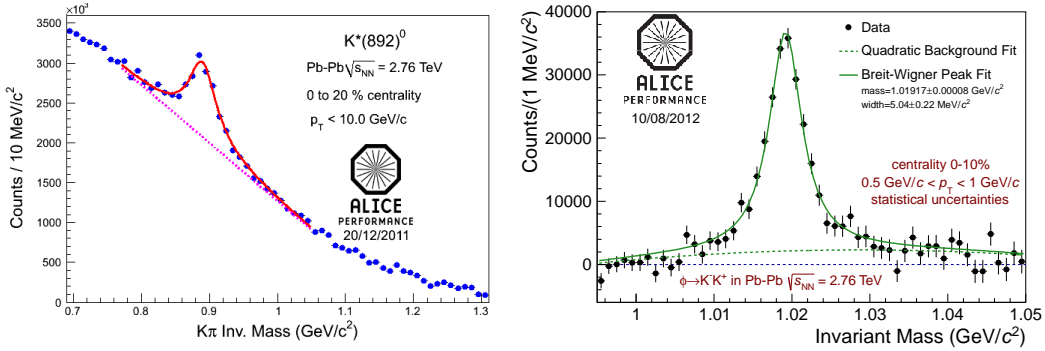 ×10³
3500
3000
2500
2000
1500
1000
500
0
Counts / 10 MeV/c²
K*(892)⁰
Pb-Pb √sNN = 2.76 TeV
0 to 20 % centrality
pT < 10.0 GeV/c
ALICE
PERFORMANCE
20/12/2011
0.7 0.8 0.9 1.0 1.1 1.2 1.3
Kπ Inv. Mass (GeV/c²)
40000
30000
20000
10000
0
Counts/(1 MeV/c²)
ALICE
PERFORMANCE
10/08/2012
Data
Quadratic Background Fit
Breit-Wigner Peak Fit
mass=1.01917±0.00008 GeV/c²
width=5.04±0.22 MeV/c²
centrality 0-10%
0.5 GeV/c < pT < 1 GeV/c
statistical uncertainties
ϕ→K⁻K⁺ in Pb-Pb √sNN = 2.76 TeV
1 1.01 1.02 1.03 1.04 1.05
Invariant Mass (GeV/c²)